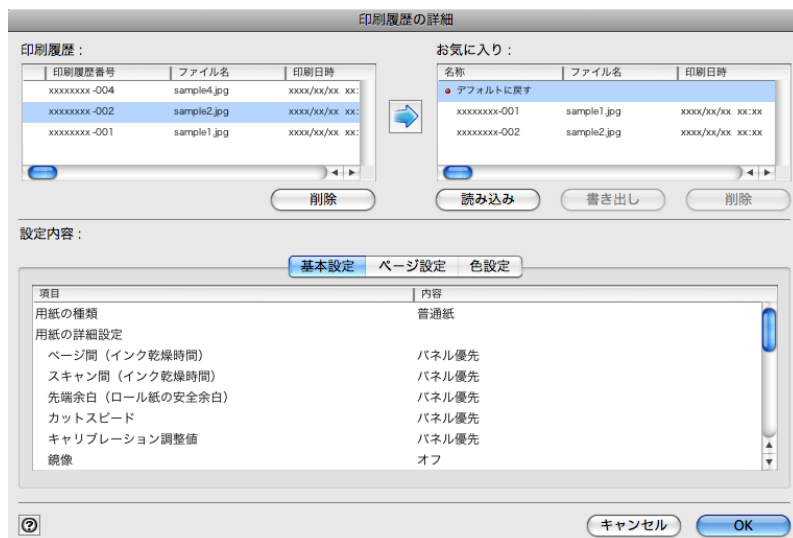 印刷履歴の詳細
印刷履歴：
お気に入り：
印刷履歴番号 ファイル名 印刷日時
xxxxxxxx -004 sample4.jpg xxxx/xx/xx xx:
xxxxxxxx -002 sample2.jpg xxxx/xx/xx xx:
xxxxxxxx -001 sample1.jpg xxxx/xx/xx xx:
名称 ファイル名 印刷日時
デフォルトに戻す
xxxxxxxx-001 sample1.jpg xxxx/xx/xx xx:xx
xxxxxxxx-002 sample2.jpg xxxx/xx/xx xx:xx
削除
読み込み 書き出し 削除
設定内容：
基本設定 ページ設定 色設定
項目 内容
用紙の種類 普通紙
用紙の詳細設定
ページ間（インク乾燥時間） パネル優先
スキャン間（インク乾燥時間） パネル優先
先端余白（ロール紙の安全余白） パネル優先
カットスピード パネル優先
キャリブレーション調整値 パネル優先
鏡像 オフ
? キャンセル OK